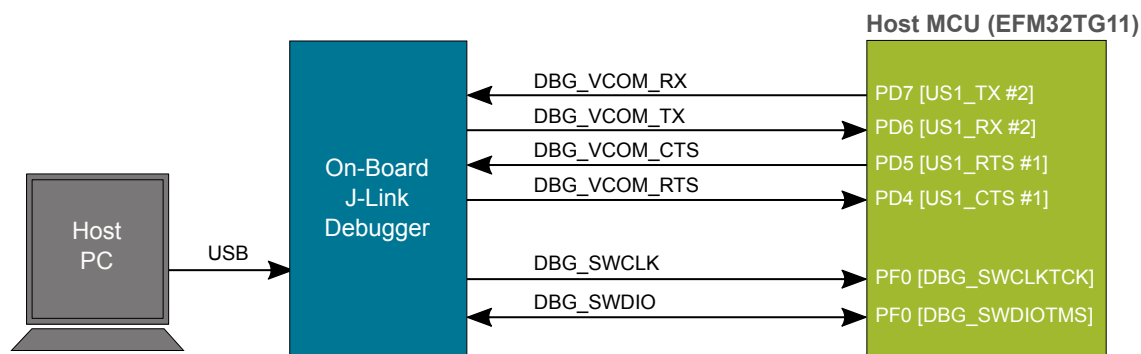 Host MCU (EFM32TG11)
DBG_VCOM_RX
PD7 [US1_TX #2]
DBG_VCOM_TX
PD6 [US1_RX #2]
DBG_VCOM_CTS
PD5 [US1_RTS #1]
DBG_VCOM_RTS
PD4 [US1_CTS #1]
On-Board
J-Link
Debugger
Host
PC
USB
DBG_SWCLK
PF0 [DBG_SWCLKTCK]
DBG_SWDIO
PF0 [DBG_SWDIOTMS]